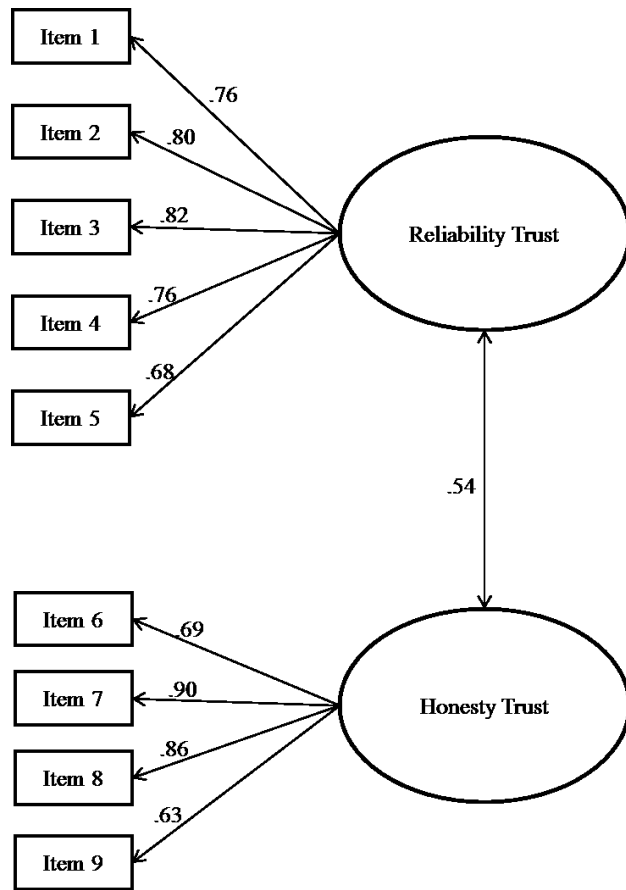 Item 1
.76
Item 2
.80
Item 3
.82
Reliability Trust
Item 4
.76
Item 5
.68
.54
Item 6
.69
Item 7
.90
Honesty Trust
Item 8
.86
Item 9
.63